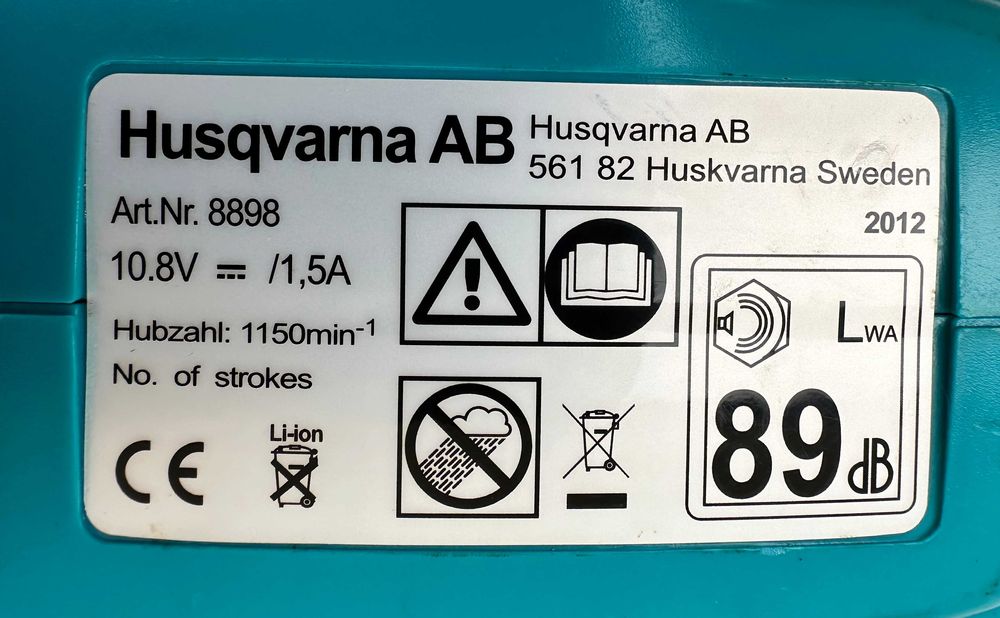 Husqvarna AB
Husqvarna AB
561 82 Huskvarna Sweden
Art.Nr. 8898
2012
10.8V ⎓ /1,5A
Hubzahl: 1150min-1
No. of strokes
LWA
89 dB
CE
Li-ion